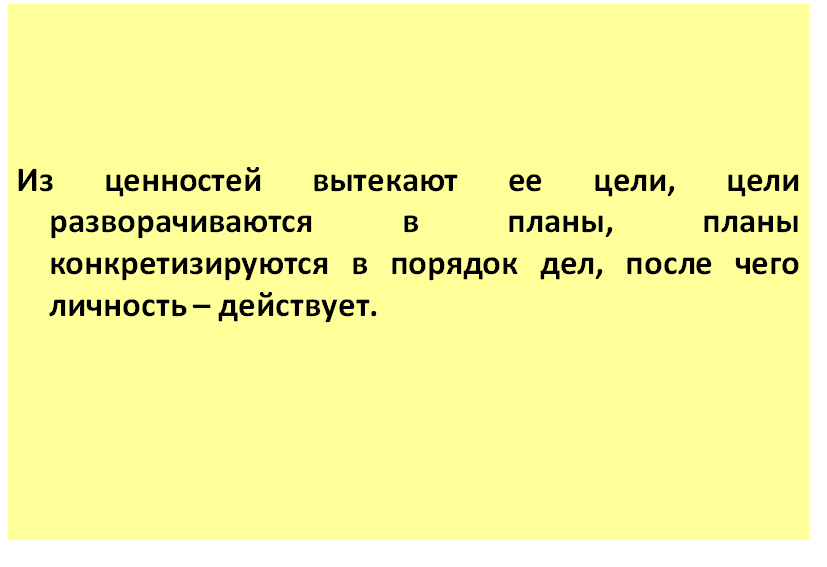 Из ценностей вытекают ее цели, цели
разворачиваются в планы, планы
конкретизируются в порядок дел, после чего
личность – действует.